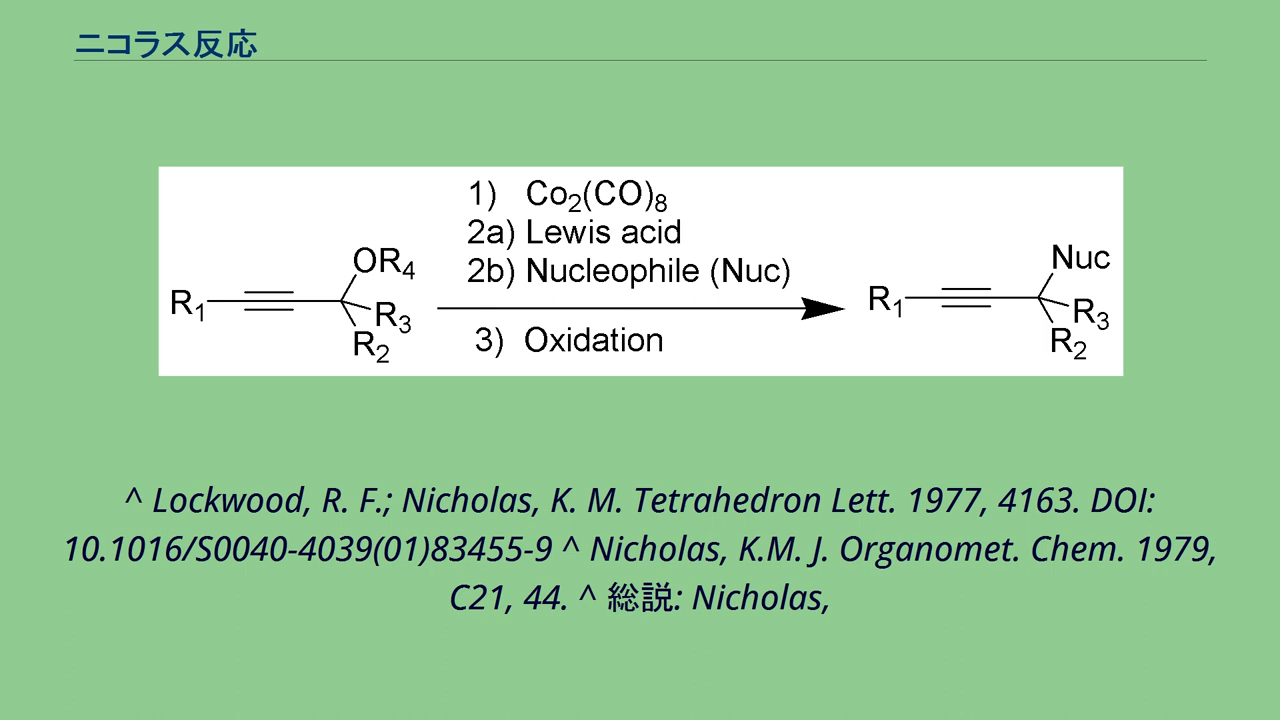 ニコラス反応
1) Co2(CO)8
2a) Lewis acid
2b) Nucleophile (Nuc)
3) Oxidation
R1
OR4
R3
R2
R1
Nuc
R3
R2
^ Lockwood, R. F.; Nicholas, K. M. Tetrahedron Lett. 1977, 4163. DOI:
10.1016/S0040-4039(01)83455-9 ^ Nicholas, K.M. J. Organomet. Chem. 1979,
C21, 44. ^ 総説: Nicholas,